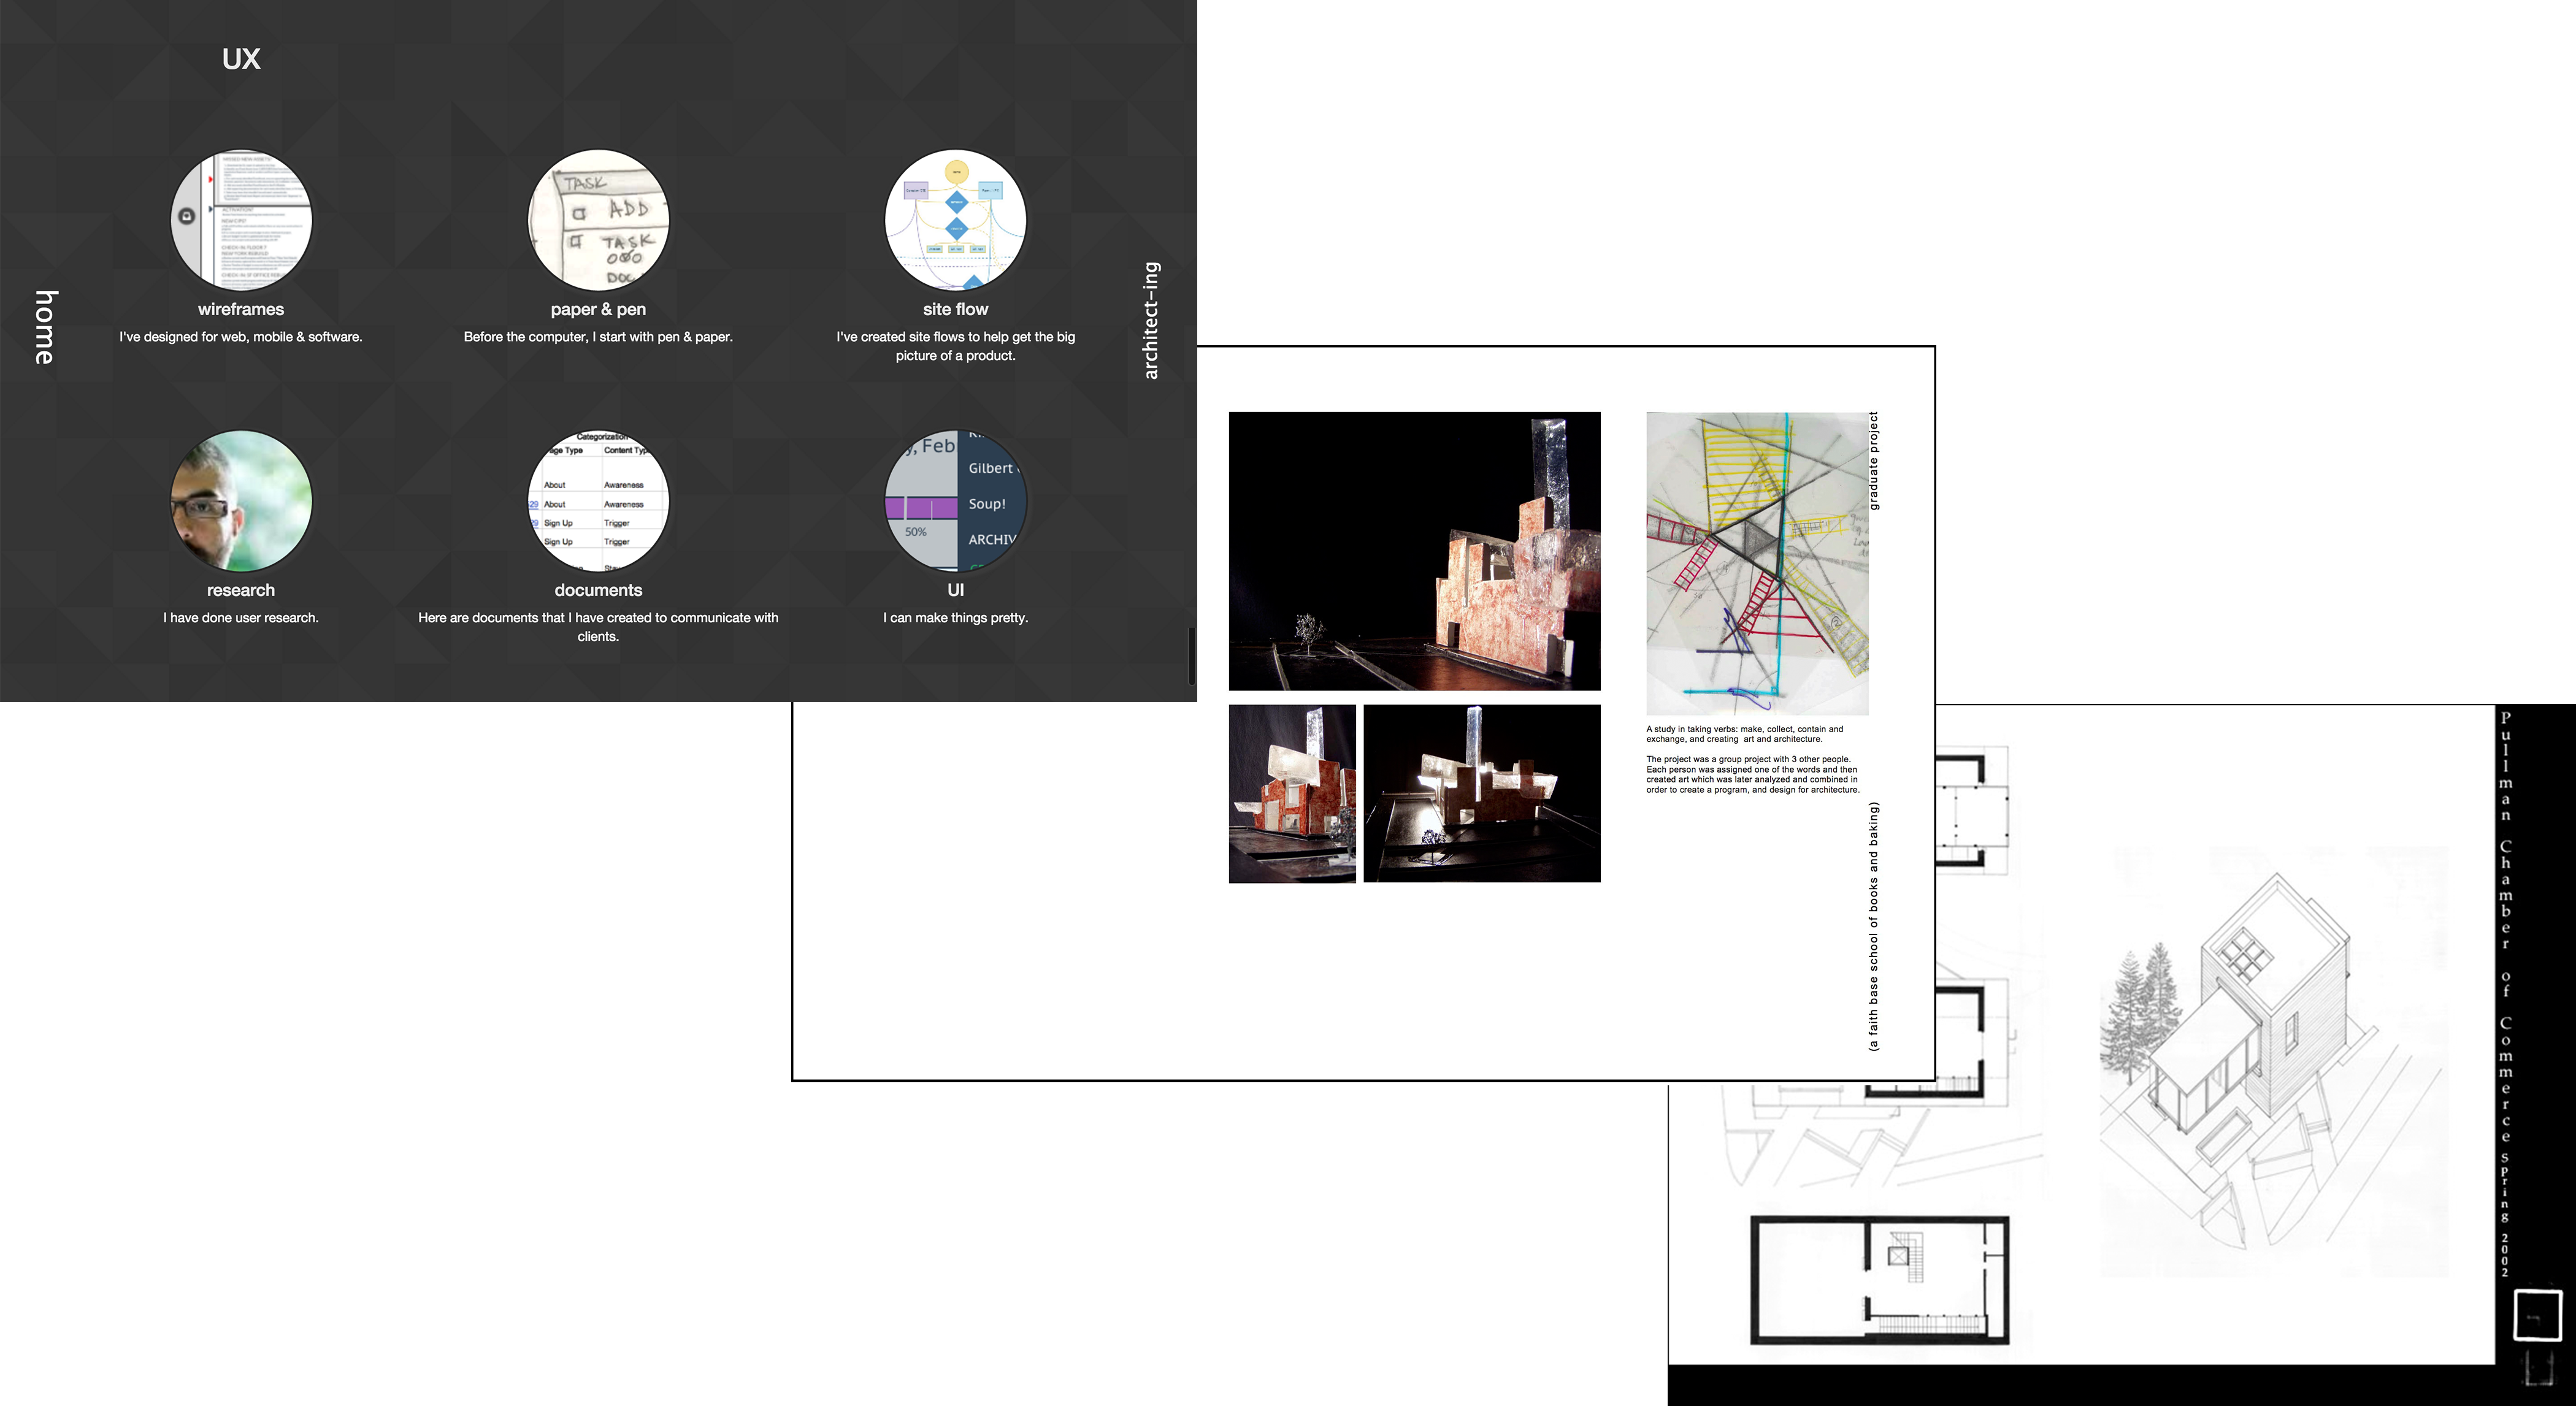 UX
home
wireframes
I've designed for web, mobile & software.
TASK
ADD
TASK
paper & pen
Before the computer, I start with pen & paper.
site flow
I've created site flows to help get the big
picture of a product.
architect-ing
research
I have done user research.
Categorization
age Type Content Typ
About Awareness
About Awareness
Sign Up Trigger
Sign Up Trigger
documents
Here are documents that I have created to communicate with
clients.
y, Feb
Gilbert
Soup!
50%
ARCHIV
UI
I can make things pretty.
graduate project
A study in taking verbs: make, collect, contain and
exchange, and creating art and architecture.
The project was a group project with 3 other people.
Each person was assigned one of the words and then
created art which was later analyzed and combined in
order to create a program, and design for architecture.
(a faith base school of books and baking)
Pullman Chamber of Commerce Spring 2002